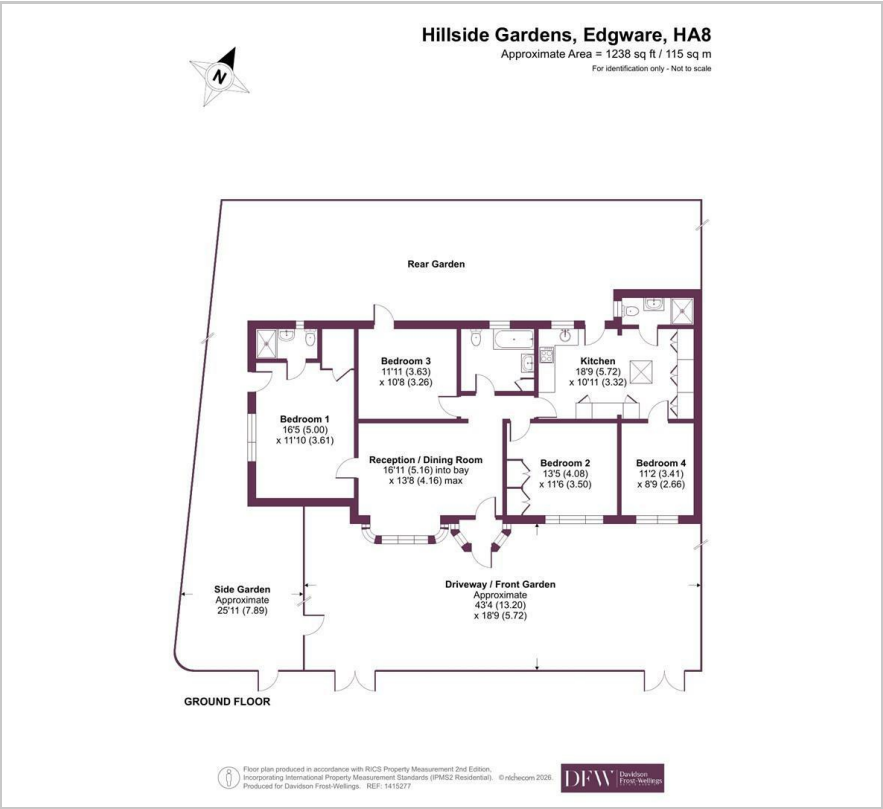 Hillside Gardens, Edgware, HA8
Approximate Area = 1238 sq ft / 115 sq m
For identification only - Not to scale
N
Rear Garden
Bedroom 3
11'11 (3.63)
x 10'8 (3.26)
Kitchen
18'9 (5.72)
x 10'11 (3.32)
Bedroom 1
16'5 (5.00)
x 11'10 (3.61)
Reception / Dining Room
16'11 (5.16) into bay
x 13'8 (4.16) max
Bedroom 2
13'5 (4.08)
x 11'6 (3.50)
Bedroom 4
11'2 (3.41)
x 8'9 (2.66)
Side Garden
Approximate
25'11 (7.89)
Driveway / Front Garden
Approximate
43'4 (13.20)
x 18'9 (5.72)
GROUND FLOOR
Floor plan produced in accordance with RICS Property Measurement 2nd Edition,
Incorporating International Property Measurement Standards (IPMS2 Residential). © nichecom 2026.
Produced for Davidson Frost-Wellings. REF: 1415277
DFW
Davidson
Frost-Wellings